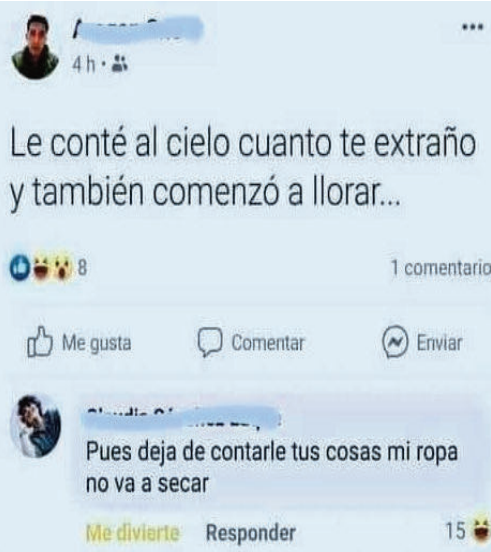 4 h
Le conté al cielo cuanto te extraño
y también comenzó a llorar...
8
1 comentario
Me gusta
Comentar
Enviar
Pues deja de contarle tus cosas mi ropa
no va a secar
Me divierte Responder
15